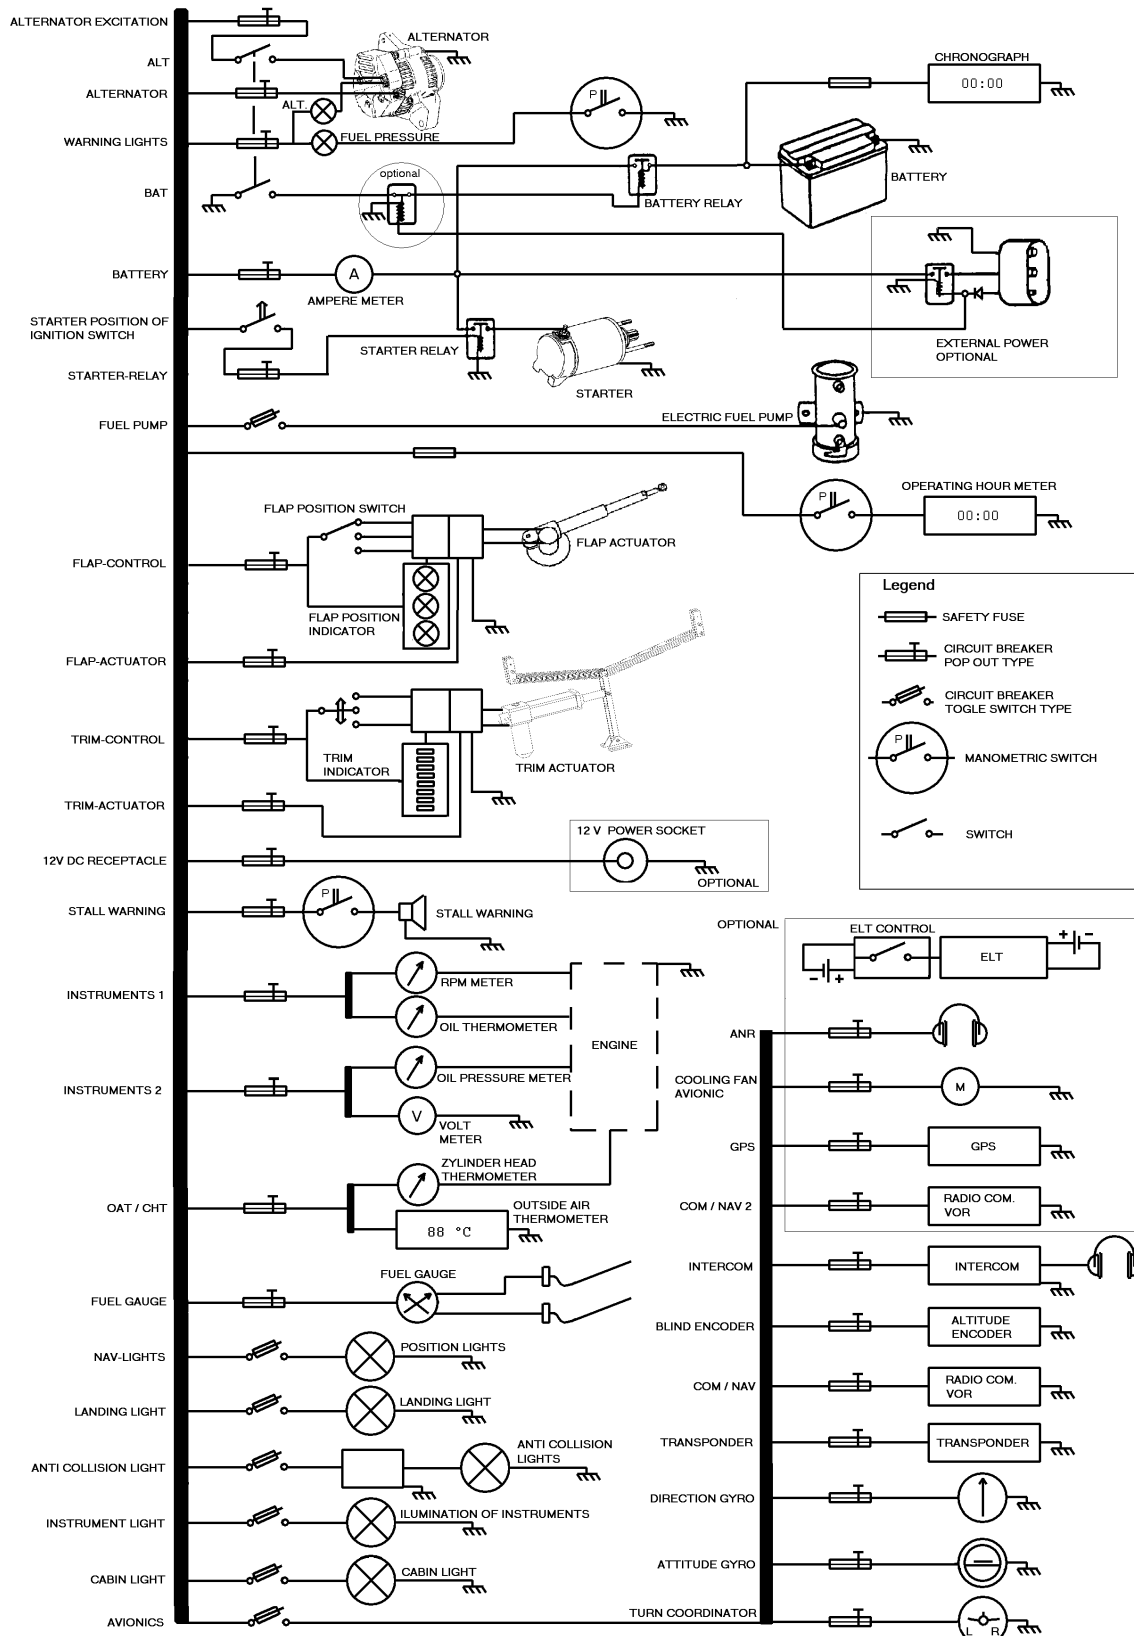 ALTERNATOR EXCITATION
ALTERNATOR
ALT
CHRONOGRAPH
00:00
ALTERNATOR
ALT.
P
WARNING LIGHTS
FUEL PRESSURE
optional
BATTERY
BAT
BATTERY RELAY
BATTERY
A
AMPERE METER
STARTER POSITION OF
IGNITION SWITCH
STARTER RELAY
EXTERNAL POWER
OPTIONAL
STARTER-RELAY
STARTER
FUEL PUMP
ELECTRIC FUEL PUMP
OPERATING HOUR METER
P
00:00
FLAP POSITION SWITCH
FLAP ACTUATOR
FLAP-CONTROL
FLAP POSITION
INDICATOR
FLAP-ACTUATOR
Legend
SAFETY FUSE
CIRCUIT BREAKER
POP OUT TYPE
CIRCUIT BREAKER
TOGLE SWITCH TYPE
P
MANOMETRIC SWITCH
SWITCH
TRIM-CONTROL
TRIM
INDICATOR
TRIM ACTUATOR
TRIM-ACTUATOR
12 V POWER SOCKET
12V DC RECEPTACLE
OPTIONAL
STALL WARNING
P
STALL WARNING
OPTIONAL
ELT CONTROL
+ -
ELT
- +
INSTRUMENTS 1
RPM METER
OIL THERMOMETER
ENGINE
INSTRUMENTS 2
OIL PRESSURE METER
V
VOLT
METER
OAT / CHT
ZYLINDER HEAD
THERMOMETER
OUTSIDE AIR
THERMOMETER
88 °C
FUEL GAUGE
FUEL GAUGE
NAV-LIGHTS
POSITION LIGHTS
LANDING LIGHT
LANDING LIGHT
ANTI COLLISION LIGHT
ANTI COLLISION
LIGHTS
INSTRUMENT LIGHT
ILUMINATION OF INSTRUMENTS
CABIN LIGHT
CABIN LIGHT
AVIONICS
ANR
COOLING FAN
AVIONIC
M
GPS
GPS
COM / NAV 2
RADIO COM.
VOR
INTERCOM
INTERCOM
BLIND ENCODER
ALTITUDE
ENCODER
COM / NAV
RADIO COM.
VOR
TRANSPONDER
TRANSPONDER
DIRECTION GYRO
ATTITUDE GYRO
TURN COORDINATOR
L R